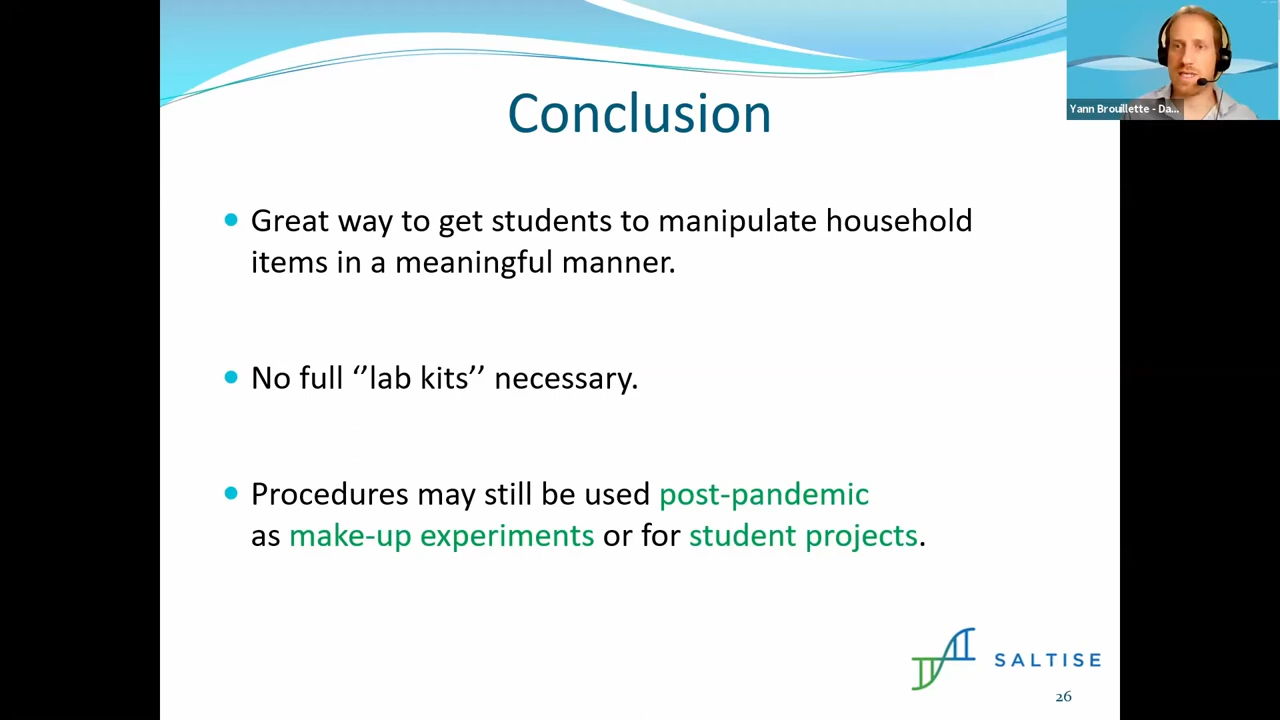 Yann Brouillette - Da...
Conclusion
• Great way to get students to manipulate household
items in a meaningful manner.
• No full ‘’lab kits’’ necessary.
• Procedures may still be used post-pandemic
as make-up experiments or for student projects.
SALTISE
26